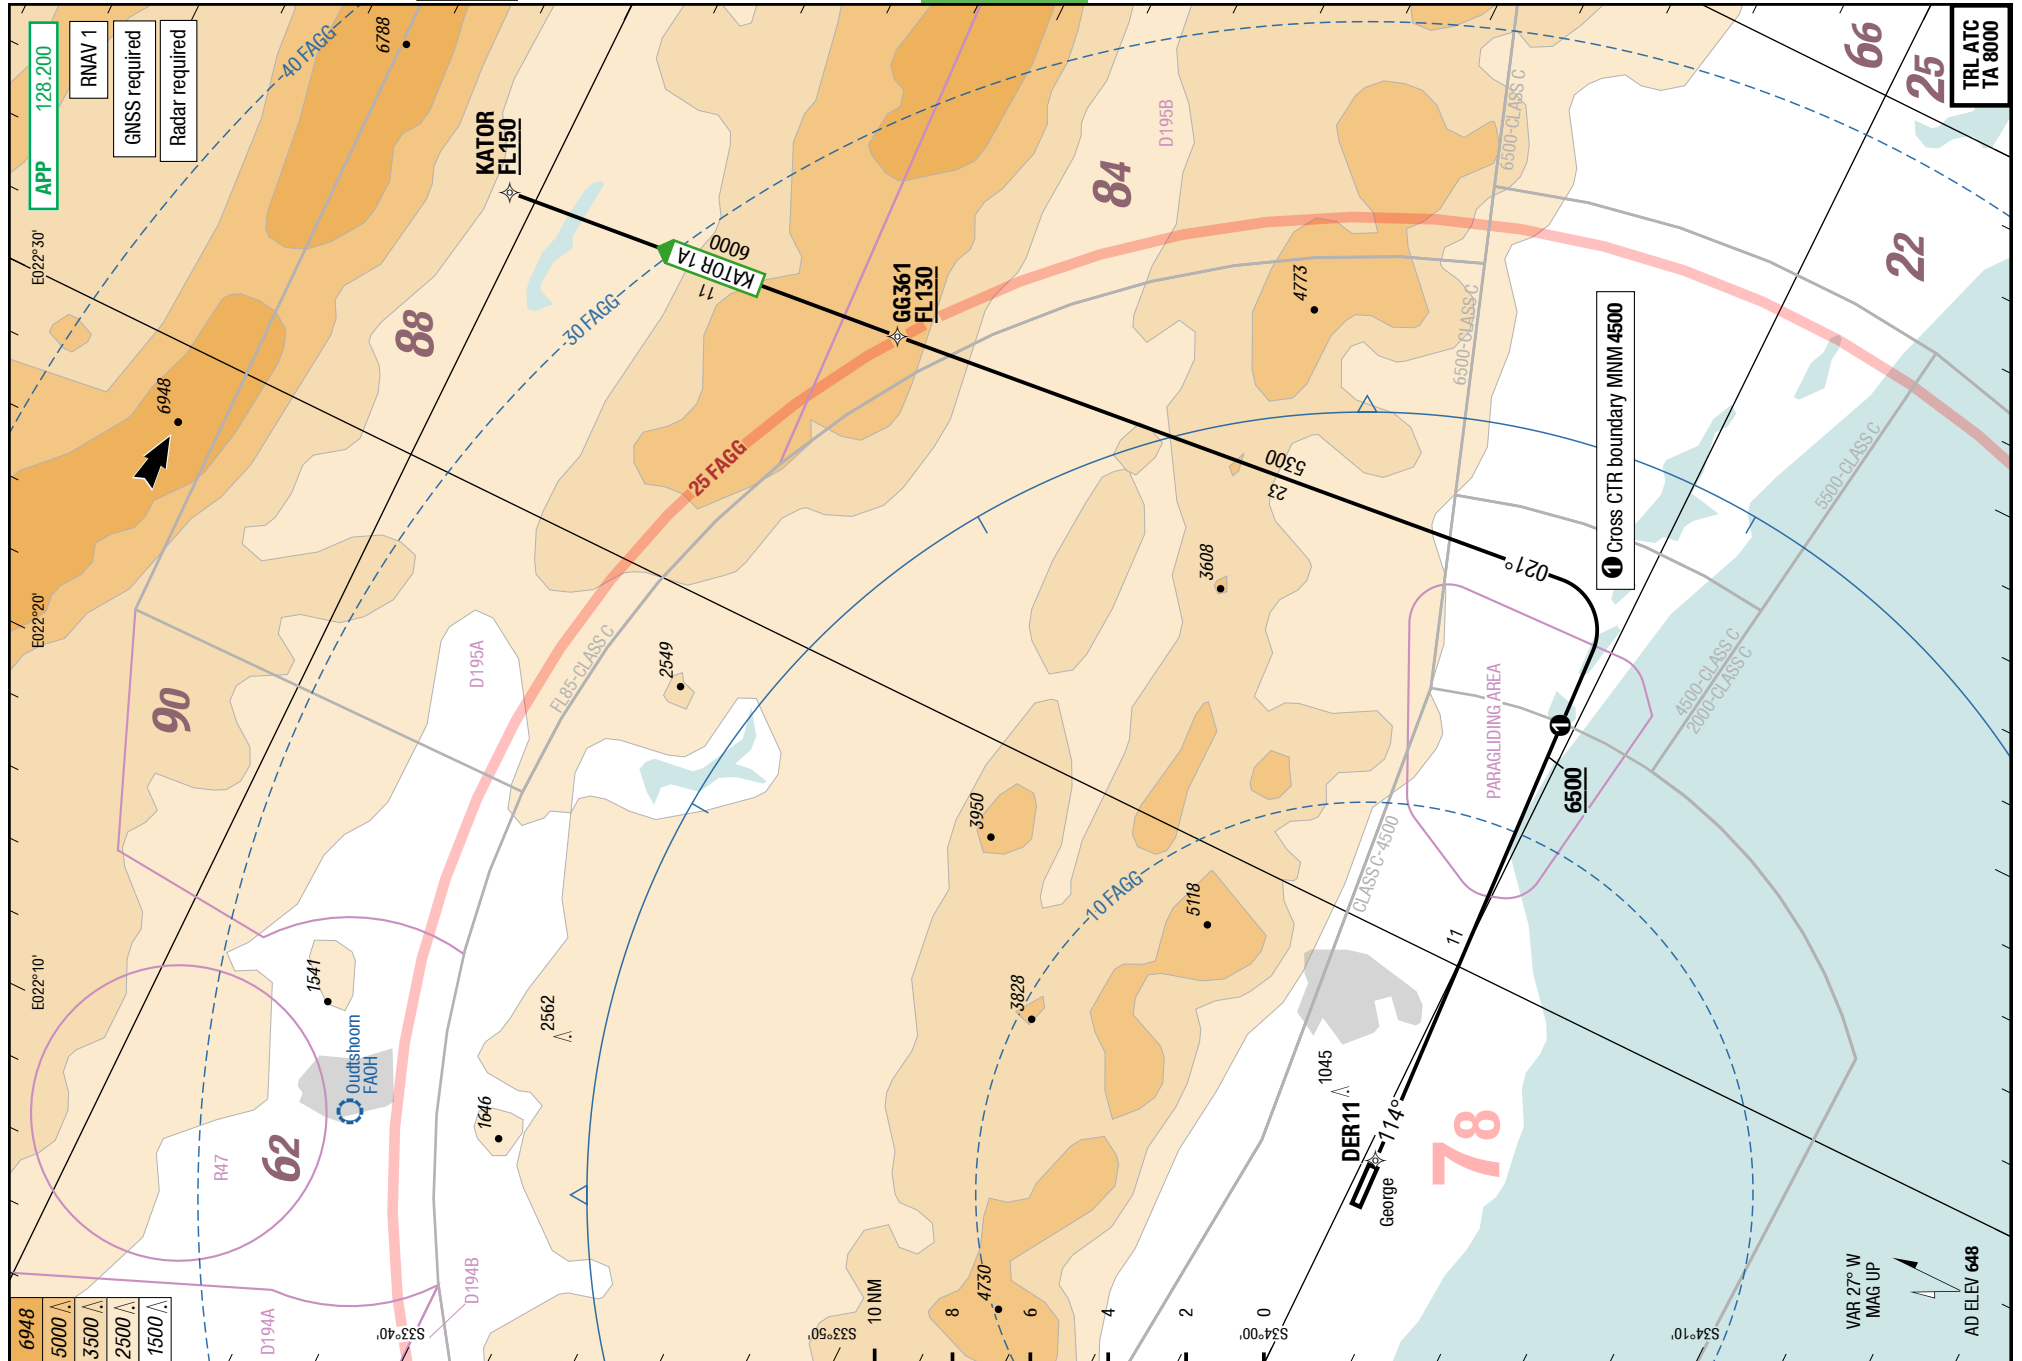 APP 128.200
RNAV 1
GNSS required
Radar required
TRL ATC
TA 8000
40 FAGG
6788
KATOR
FL150
D195B
6500-CLASS C
66
25
84
22
E022°30'
6000
KATOR 1A
11
88
30 FAGG
GG361
FL130
4773
6500-CLASS C
6948
25 FAGG
5300
23
1 Cross CTR boundary MNM 4500
5500-CLASS C
3608
021°
E022°20'
FL85-CLASS C
2549
D195A
90
PARAGLIDING AREA
4500-CLASS C
2000-CLASS C
1
6500
3950
CLASS C-4500
10 FAGG
5118
11
E022°10'
1541
3828
2562
Oudtshoorn
FAOH
1045
1646
DER11
114°
R47
62
78
George
D194B
4730
D194A
6948
5000
3500
2500
1500
S33°40'
S33°50'
10 NM
8
6
4
2
0
S34°00'
S34°10'
VAR 27° W
MAG UP
AD ELEV 648